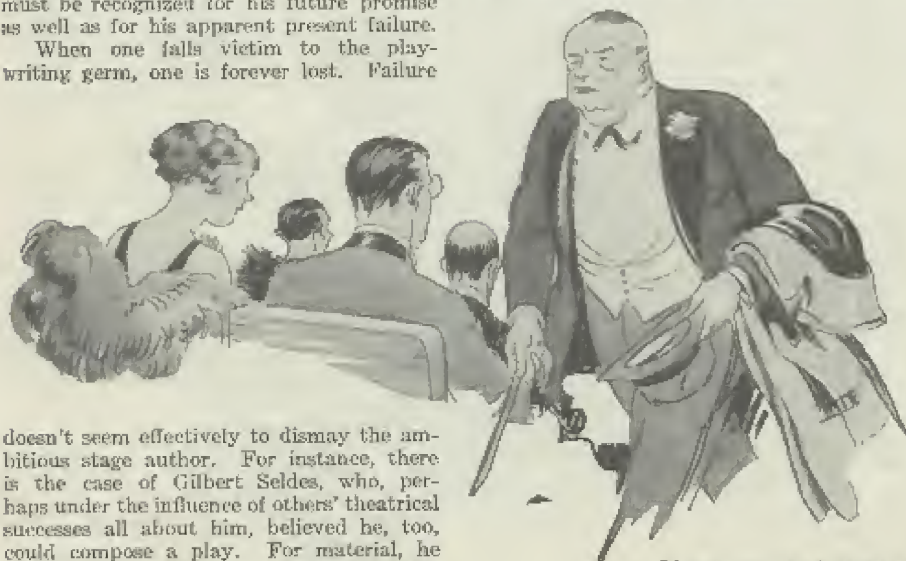 must be recognized for his future promise
as well as for his apparent present failure.
When one falls victim to the play-
writing germ, one is forever lost. Failure
doesn't seem effectively to dismay the am-
bitious stage author. For instance, there
is the case of Gilbert Seldes, who, per-
haps under the influence of others' theatrical
successes all about him, believed he, too,
could compose a play. For material, he